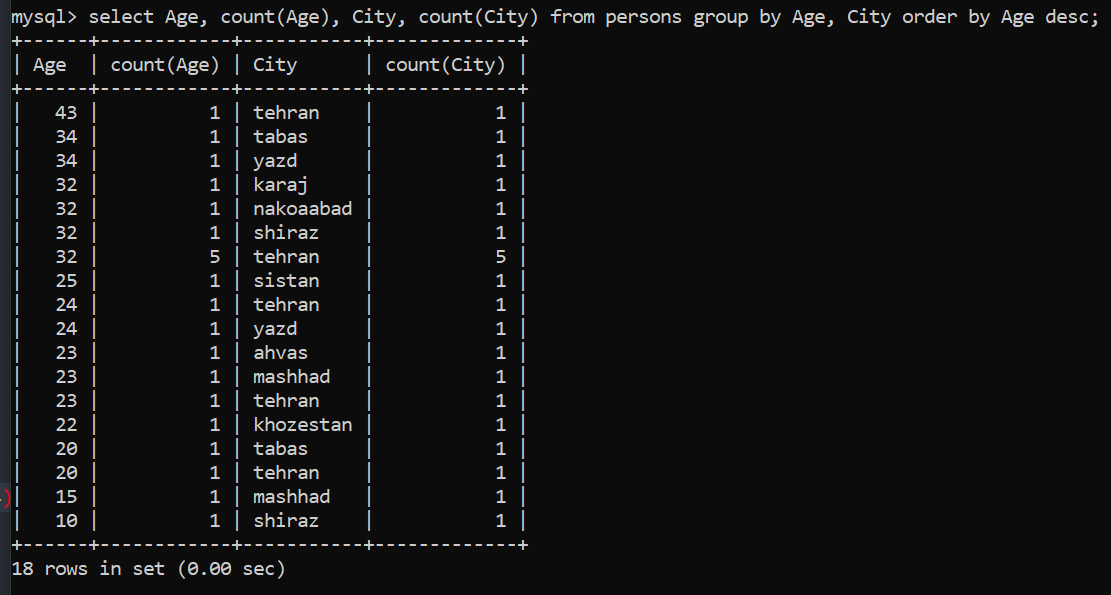 mysql> select Age, count(Age), City, count(City) from persons group by Age, City order by Age desc;
+------+------------+-----------+-------------+
| Age  | count(Age) | City      | count(City) |
+------+------------+-----------+-------------+
|   43 |          1 | tehran    |           1 |
|   34 |          1 | tabas     |           1 |
|   34 |          1 | yazd      |           1 |
|   32 |          1 | karaj     |           1 |
|   32 |          1 | nakoaabad |           1 |
|   32 |          1 | shiraz    |           1 |
|   32 |          5 | tehran    |           5 |
|   25 |          1 | sistan    |           1 |
|   24 |          1 | tehran    |           1 |
|   24 |          1 | yazd      |           1 |
|   23 |          1 | ahvas     |           1 |
|   23 |          1 | mashhad   |           1 |
|   23 |          1 | tehran    |           1 |
|   22 |          1 | khozestan |           1 |
|   20 |          1 | tabas     |           1 |
|   20 |          1 | tehran    |           1 |
|   15 |          1 | mashhad   |           1 |
|   10 |          1 | shiraz    |           1 |
+------+------------+-----------+-------------+
18 rows in set (0.00 sec)